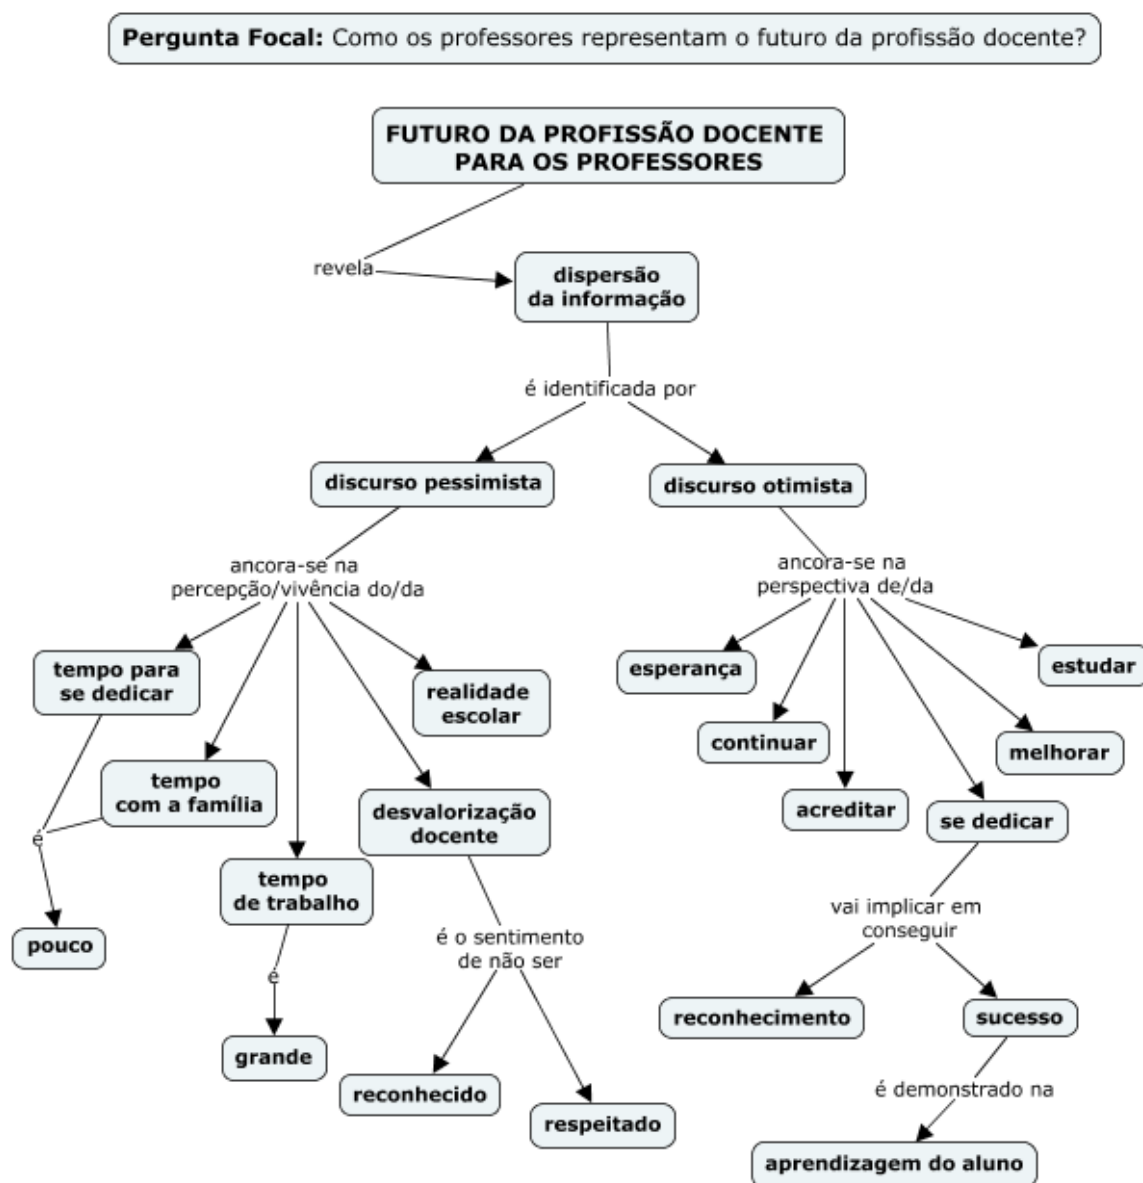 Pergunta Focal: Como os professores representam o futuro da profissão docente?
FUTURO DA PROFISSÃO DOCENTE
PARA OS PROFESSORES
revela
dispersão
da informação
é identificada por
discurso pessimista
discurso otimista
ancora-se na
percepção/vivência do/da
ancora-se na
perspectiva de/da
tempo para
se dedicar
realidade
escolar
tempo
com a família
desvalorização
docente
tempo
de trabalho
é
pouco
é
grande
é o sentimento
de não ser
reconhecido
respeitado
esperança
estudar
continuar
melhorar
acreditar
se dedicar
vai implicar em
conseguir
reconhecimento
sucesso
é demonstrado na
aprendizagem do aluno